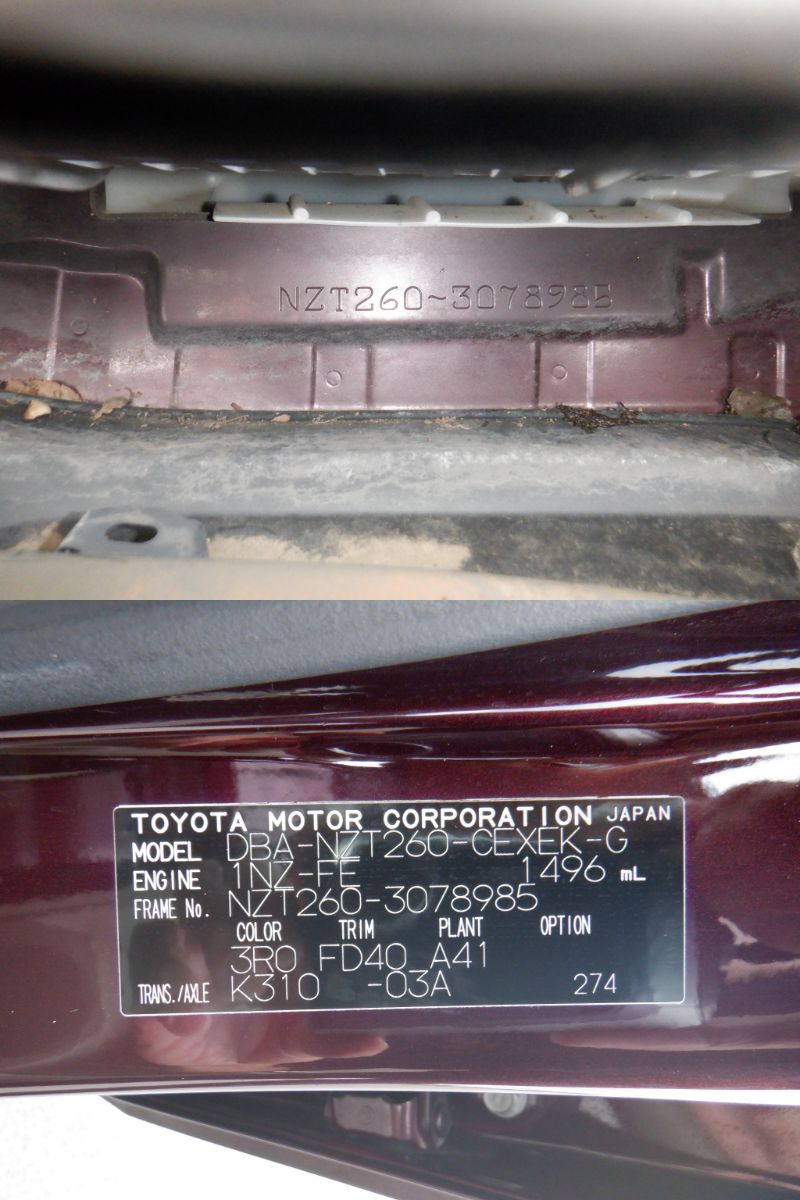 NZT260-3078985
TOYOTA MOTOR CORPORATION JAPAN
MODEL DBA-NZT260-CEXEK-G
ENGINE 1NZ-FE 1496 mL
FRAME No. NZT260-3078985
COLOR TRIM PLANT OPTION
3R0 FD40 A41
TRANS./AXLE K310 -03A 274